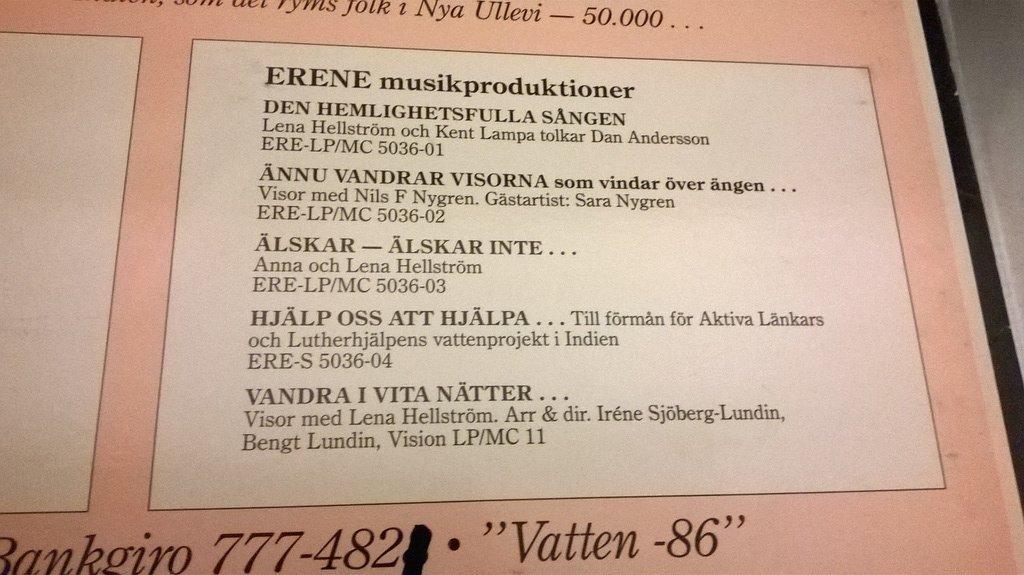 som det ryms folk i Nya Ullevi — 50.000 . . .
ERENE musikproduktioner
DEN HEMLIGHETSFULLA SÅNGEN
Lena Hellström och Kent Lampa tolkar Dan Andersson
ERE-LP/MC 5036-01
ÄNNU VANDRAR VISORNA som vindar över ängen . . .
Visor med Nils F Nygren. Gästartist: Sara Nygren
ERE-LP/MC 5036-02
ÄLSKAR — ÄLSKAR INTE . . .
Anna och Lena Hellström
ERE-LP/MC 5036-03
HJÄLP OSS ATT HJÄLPA . . . Till förmån för Aktiva Länkars
och Lutherhjälpens vattenprojekt i Indien
ERE-S 5036-04
VANDRA I VITA NÄTTER . . .
Visor med Lena Hellström. Arr & dir. Iréne Sjöberg-Lundin,
Bengt Lundin, Vision LP/MC 11
Bankgiro 777-482 • ”Vatten -86”